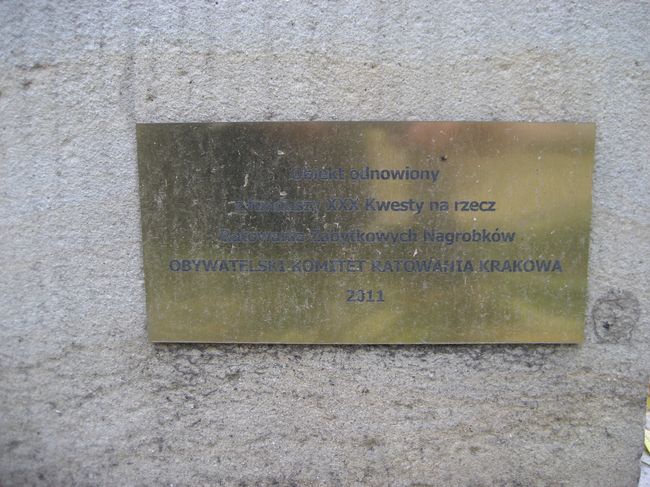 Obiekt odnowiony
z funduszy XXX Kwesty na rzecz
Ratowania Zabytkowych Nagrobków
OBYWATELSKI KOMITET RATOWANIA KRAKOWA
2011